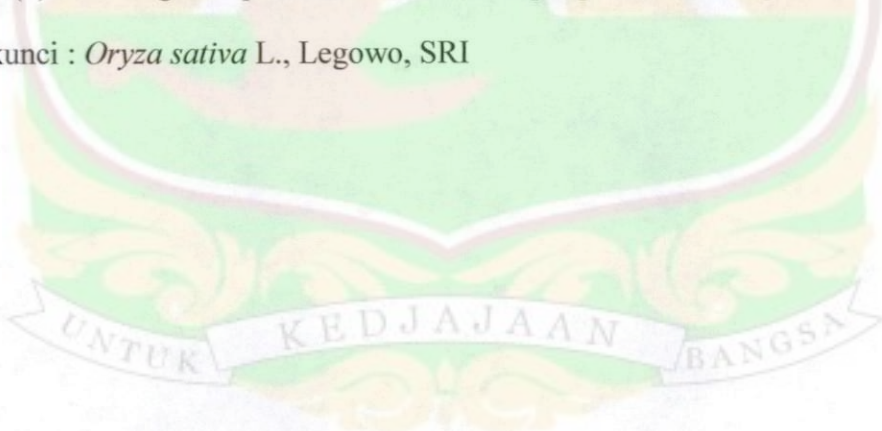 kunci : Oryza sativa L., Legowo, SRI
UNTUK KEDJAJAAN BANGSA